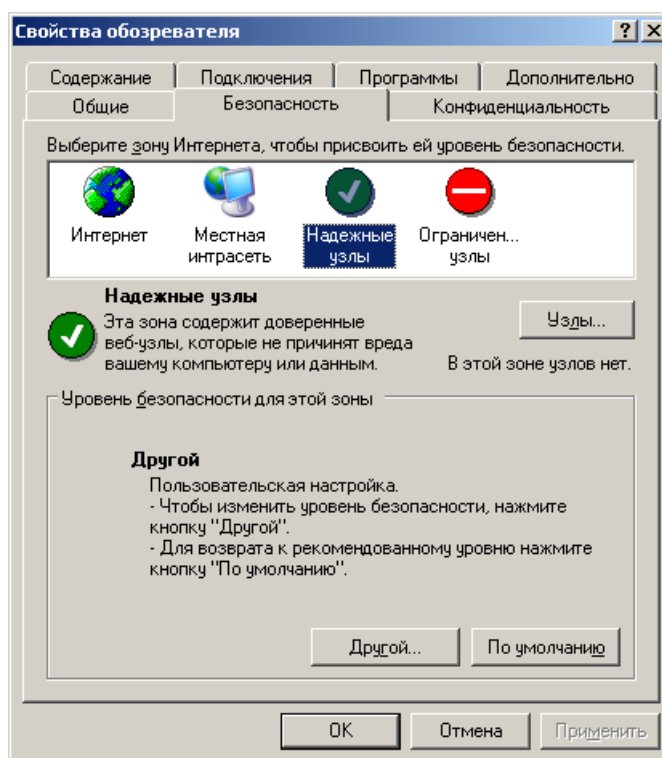 Свойства обозревателя
Содержание Подключения Программы Дополнительно
Общие Безопасность Конфиденциальность
Выберите зону Интернета, чтобы присвоить ей уровень безопасности.
Интернет Местная интрасеть Надежные узлы Ограничен... узлы
Надежные узлы
Эта зона содержит доверенные
веб-узлы, которые не причинят вреда
вашему компьютеру или данным.
Узлы...
В этой зоне узлов нет.
Уровень безопасности для этой зоны
Другой
Пользовательская настройка.
- Чтобы изменить уровень безопасности, нажмите
кнопку "Другой".
- Для возврата к рекомендованному уровню нажмите
кнопку "По умолчанию".
Другой... По умолчанию
OK Отмена Применить